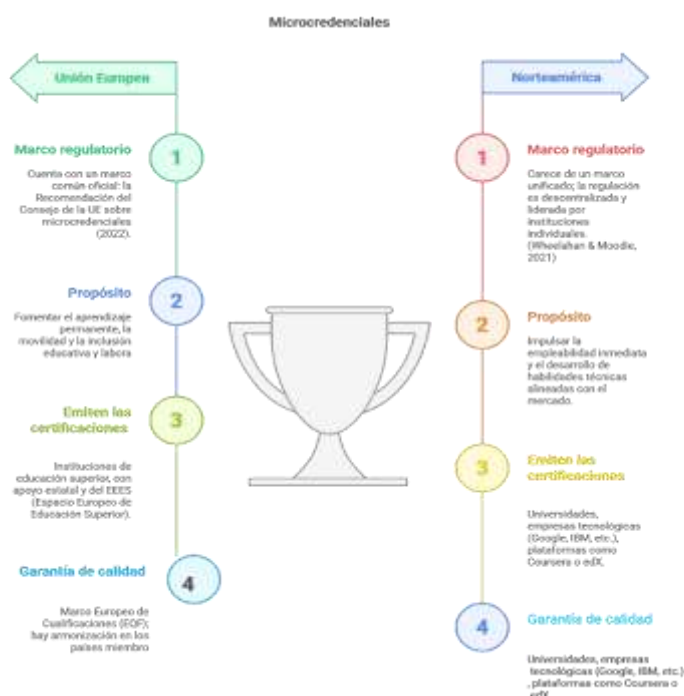 Microcredenciales
Unión Europea
Marco regulatorio
1
Cuenta con un marco
común oficial: la
Recomendación del
Consejo de la UE sobre
microcredenciales
(2022).
Propósito
2
Fomentar el aprendizaje
permanente, la
movilidad y la inclusión
educativa y labora
Emiten las
certificaciones
3
Instituciones de
educación superior, con
apoyo estatal y del EEES
(Espacio Europeo de
Educación Superior).
Garantía de calidad
4
Marco Europeo de
Cualificaciones (EQF);
hay armonización en los
países miembro
Norteamérica
1
Marco regulatorio
Carece de un marco
unificado; la regulación
es descentralizada y
liderada por
instituciones
individuales.
(Wheelahan & Moodie,
2021)
2
Propósito
Impulsar la
empleabilidad inmediata
y el desarrollo de
habilidades técnicas
alineadas con el
mercado.
3
Emiten las
certificaciones
Universidades,
empresas tecnológicas
(Google, IBM, etc.),
plataformas como
Coursera o edX.
4
Garantía de calidad
Universidades, empresas
tecnológicas (Google, IBM, etc.)
, plataformas como Coursera o
edX